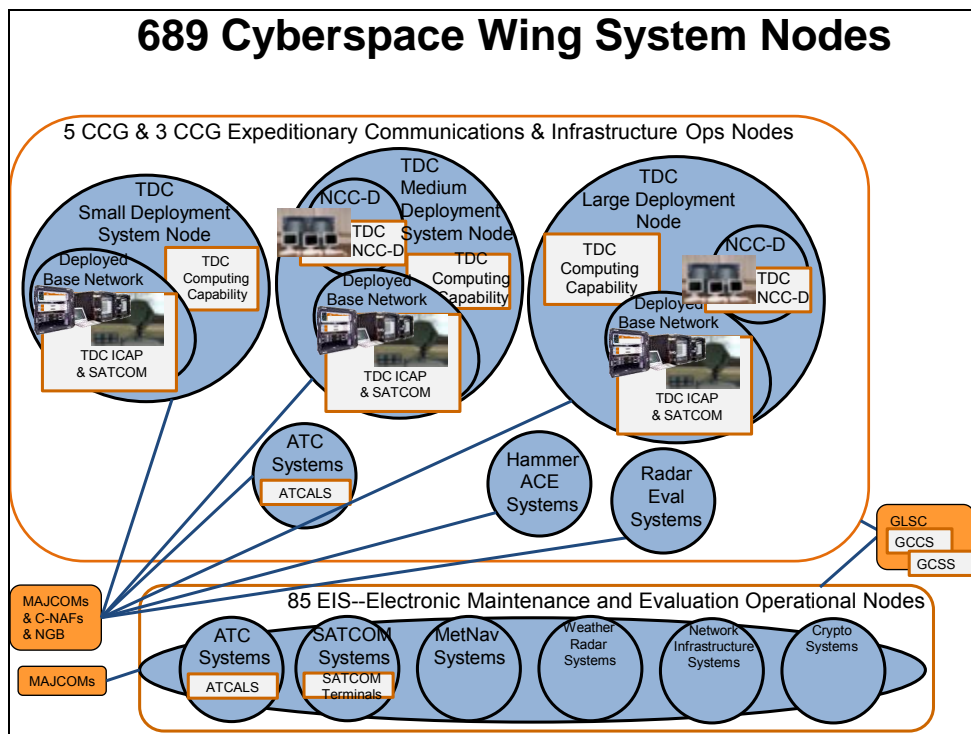 689 Cyberspace Wing System Nodes
5 CCG & 3 CCG Expeditionary Communications & Infrastructure Ops Nodes
TDC
Small Deployment
System Node
Deployed
Base Network
TDC
Computing
Capability
TDC ICAP
& SATCOM
TDC
Medium
Deployment
System Node
NCC-D
TDC
NCC-D
TDC
Computing
Capability
Deployed
Base Network
TDC ICAP
& SATCOM
TDC
Large Deployment
Node
TDC
Computing
Capability
NCC-D
TDC
NCC-D
Deployed
Base Network
TDC ICAP
& SATCOM
ATC
Systems
ATCALS
Hammer
ACE
Systems
Radar
Eval
Systems
GLSC
GCCS
GCSS
MAJCOMs
& C-NAFs
& NGB
MAJCOMs
85 EIS--Electronic Maintenance and Evaluation Operational Nodes
ATC
Systems
ATCALS
SATCOM
Systems
SATCOM
Terminals
MetNav
Systems
Weather
Radar
Systems
Network
Infrastructure
Systems
Crypto
Systems